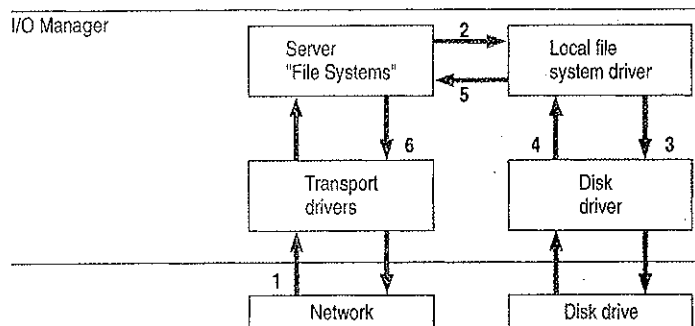 I/O Manager
Server
"File Systems"
2
5
Local file
system driver
6
4
3
Transport
drivers
Disk
driver
1
Network
Disk drive